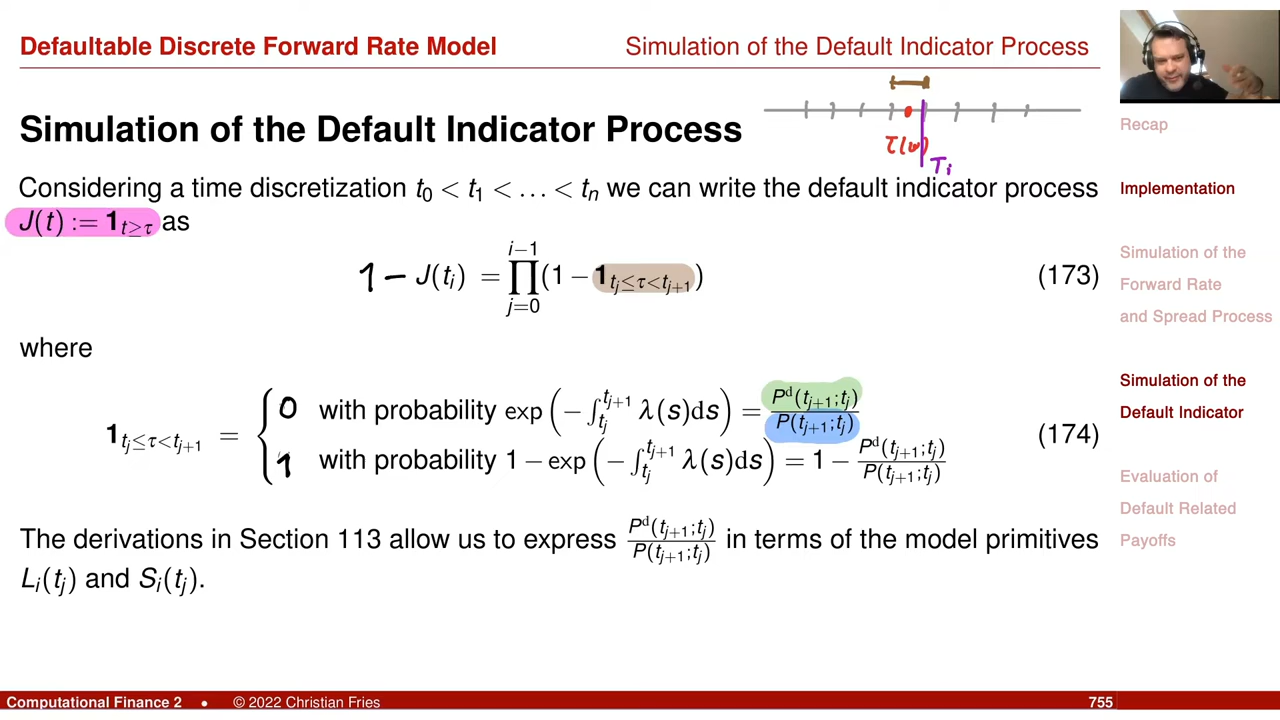 Defaultable Discrete Forward Rate Model
Simulation of the Default Indicator Process
Simulation of the Default Indicator Process
τ(ω)
T_i
Considering a time discretization t_0 < t_1 < … < t_n we can write the default indicator process
J(t) := 1_{t≥τ} as
1 − J(t_i) = ∏_{j=0}^{i−1} (1 − 1_{t_j≤τ<t_{j+1}}) (173)
where
1_{t_j≤τ<t_{j+1}} = { 0 with probability exp(−∫_{t_j}^{t_{j+1}} λ(s)ds) = P^d(t_{j+1};t_j)/P(t_{j+1};t_j)
1 with probability 1 − exp(−∫_{t_j}^{t_{j+1}} λ(s)ds) = 1 − P^d(t_{j+1};t_j)/P(t_{j+1};t_j) (174)
The derivations in Section 113 allow us to express P^d(t_{j+1};t_j)/P(t_{j+1};t_j) in terms of the model primitives
L_i(t_j) and S_i(t_j).
Recap
Implementation
Simulation of the
Forward Rate
and Spread Process
Simulation of the
Default Indicator
Evaluation of
Default Related
Payoffs
Computational Finance 2 • © 2022 Christian Fries 755